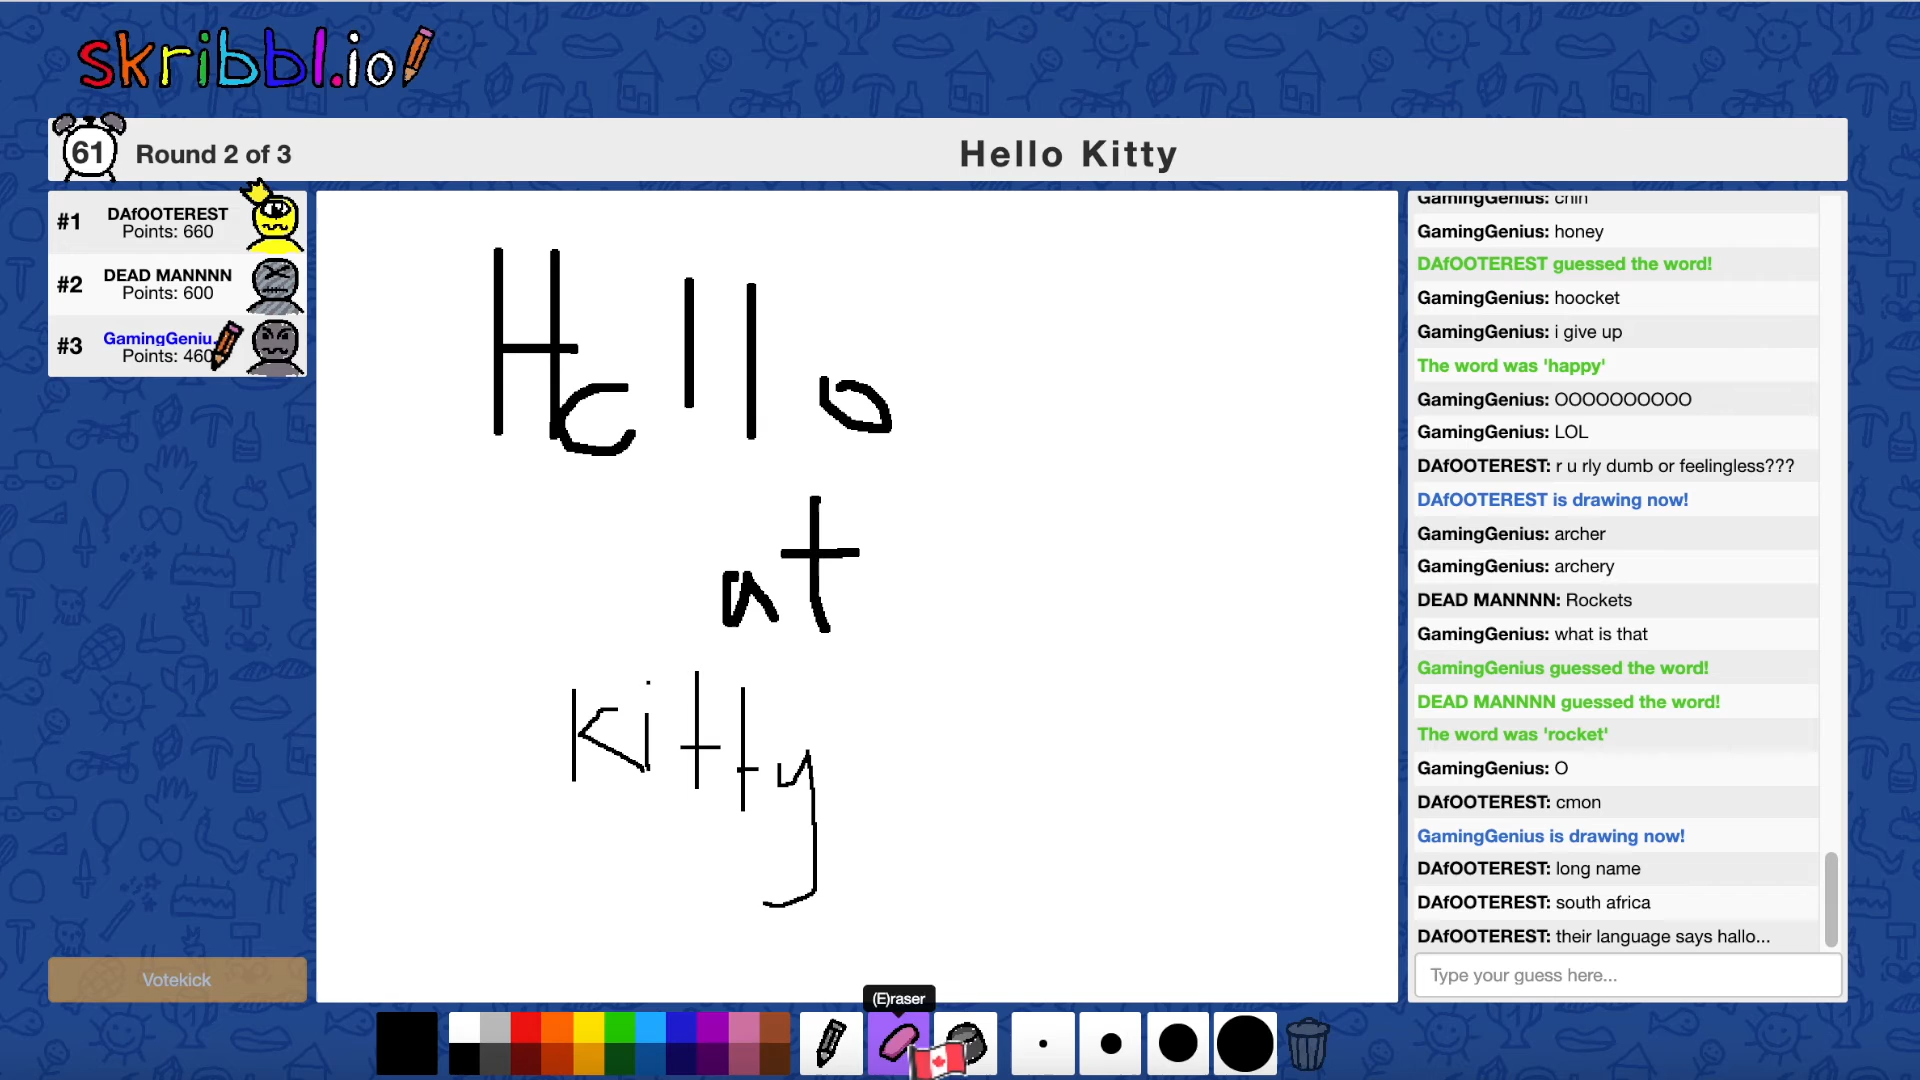 skribbl.io
61
Round 2 of 3
Hello Kitty
#1
DAfOOTEREST
Points: 660
#2
DEAD MANNNN
Points: 600
#3
GamingGeniu
Points: 460
Hello
at
Kitty
GamingGenius: chin
GamingGenius: honey
DAfOOTEREST guessed the word!
GamingGenius: hoocket
GamingGenius: i give up
The word was 'happy'
GamingGenius: OOOOOOOOOO
GamingGenius: LOL
DAfOOTEREST: r u rly dumb or feelingless???
DAfOOTEREST is drawing now!
GamingGenius: archer
GamingGenius: archery
DEAD MANNNN: Rockets
GamingGenius: what is that
GamingGenius guessed the word!
DEAD MANNNN guessed the word!
The word was 'rocket'
GamingGenius: O
DAfOOTEREST: cmon
GamingGenius is drawing now!
DAfOOTEREST: long name
DAfOOTEREST: south africa
DAfOOTEREST: their language says hallo...
Type your guess here...
Votekick
(E)raser